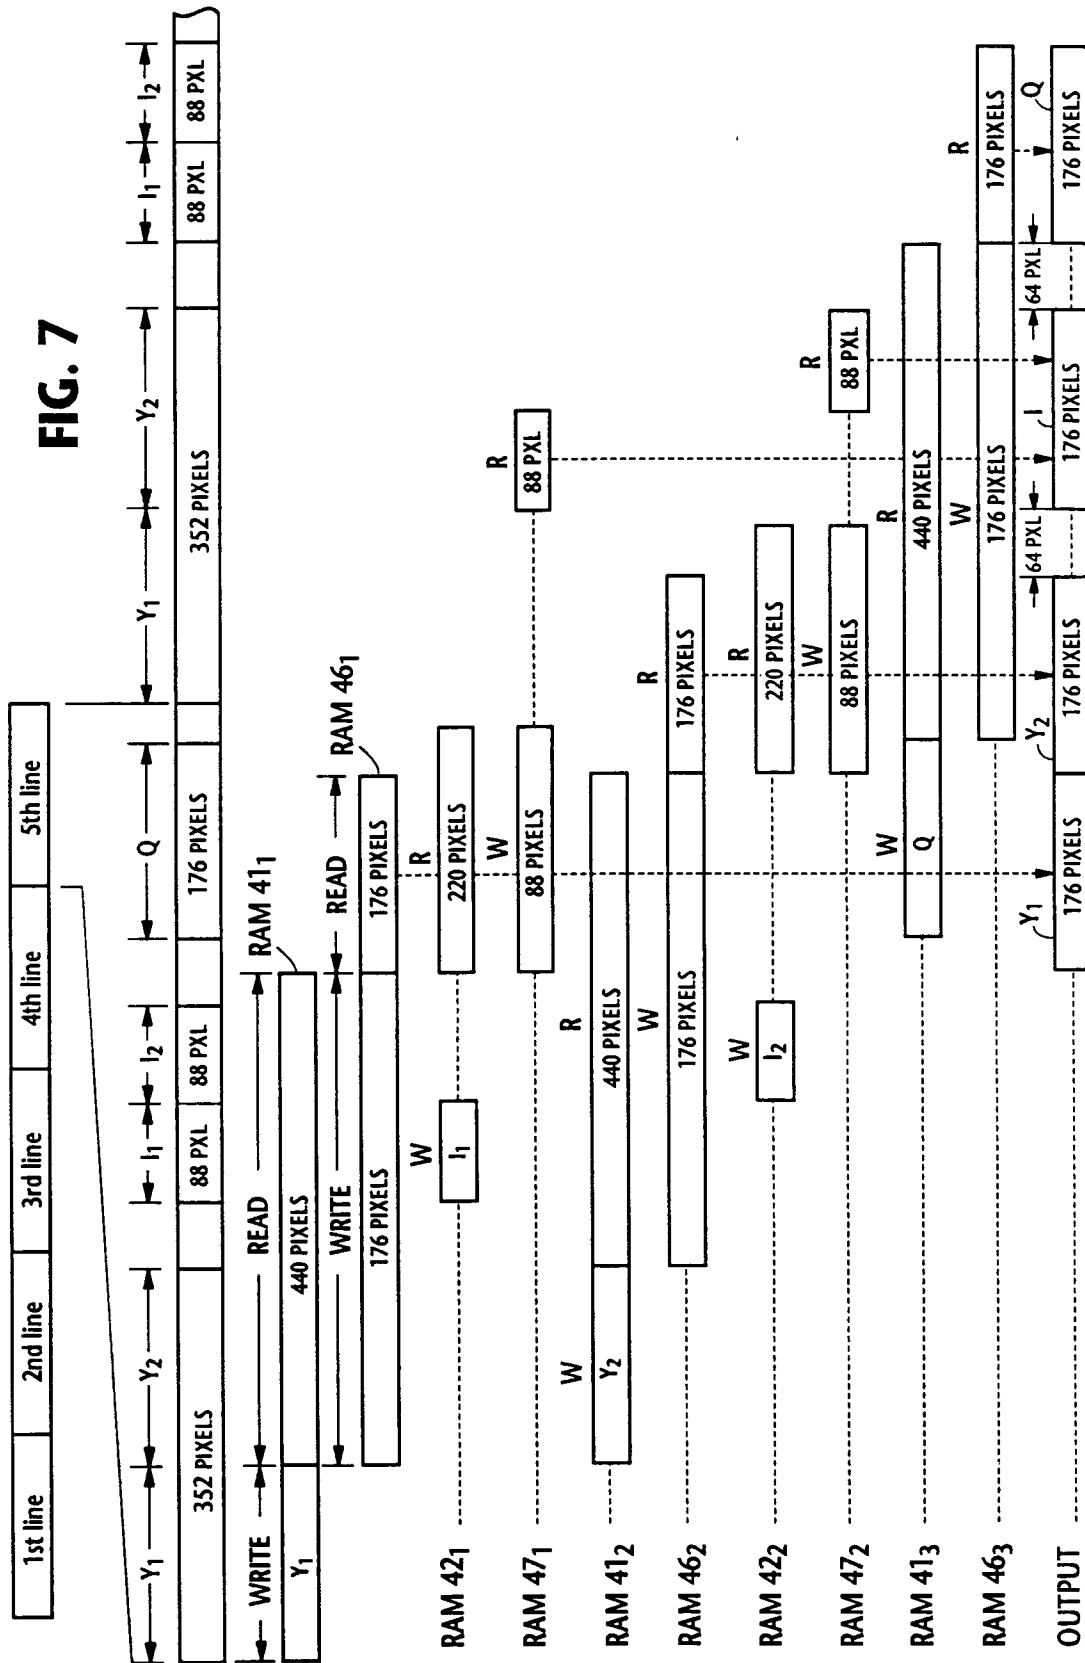 FIG. 7
1st line 2nd line 3rd line 4th line 5th line
Y1 Y2 I1 I2 Q Y1 Y2 I1 I2
352 PIXELS 88 PXL 88 PXL 176 PIXELS 352 PIXELS 88 PXL 88 PXL
WRITE READ RAM 411
Y1 440 PIXELS
WRITE READ RAM 461
176 PIXELS 176 PIXELS
W R
RAM 421 I1 220 PIXELS
W R
RAM 471 88 PIXELS 88 PXL
W R
RAM 412 Y2 440 PIXELS
W R
RAM 462 176 PIXELS 176 PIXELS
W R
RAM 422 I2 220 PIXELS
W R
RAM 472 88 PIXELS 88 PXL
W R
RAM 413 Q 440 PIXELS
W R
RAM 463 176 PIXELS 176 PIXELS
Y1 Y2 64 PXL I 64 PXL Q
OUTPUT 176 PIXELS 176 PIXELS 176 PIXELS 176 PIXELS